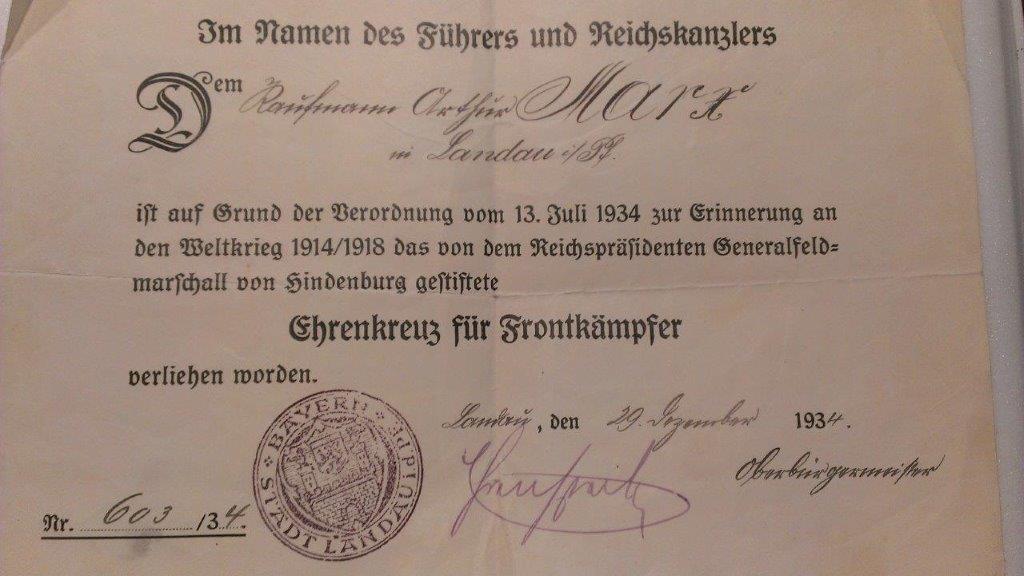 Im Namen des Führers und Reichskanzlers
Dem Kaufmann Arthur Marx
in Landau i/Pf.
ist auf Grund der Verordnung vom 13. Juli 1934 zur Erinnerung an
den Weltkrieg 1914/1918 das von dem Reichspräsidenten Generalfeld=
marschall von Hindenburg gestiftete
Ehrenkreuz für Frontkämpfer
verliehen worden.
Landau, den 29. Dezember 1934.
Oberbürgermeister
BAYERN
STADT LANDAU I/D PF.
Nr. 603 /34.